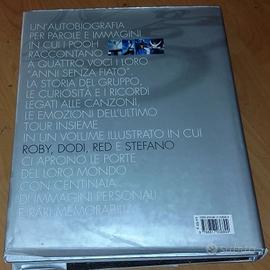 UN'AUTOBIOGRAFIA
PER PAROLE E IMMAGINI
IN CUI I POOH
RACCONTANO
A QUATTRO VOCI I LORO
"ANNI SENZA FIATO":
LA STORIA DEL GRUPPO,
LE CURIOSITÀ E I RICORDI
LEGATI ALLE CANZONI,
LE EMOZIONI DELL'ULTIMO
TOUR INSIEME
IN UN VOLUME ILLUSTRATO IN CUI
ROBY, DODI, RED E STEFANO
CI APRONO LE PORTE
DEL LORO MONDO
CON CENTINAIA
DI IMMAGINI PERSONALI
E RARI MEMORABILIA